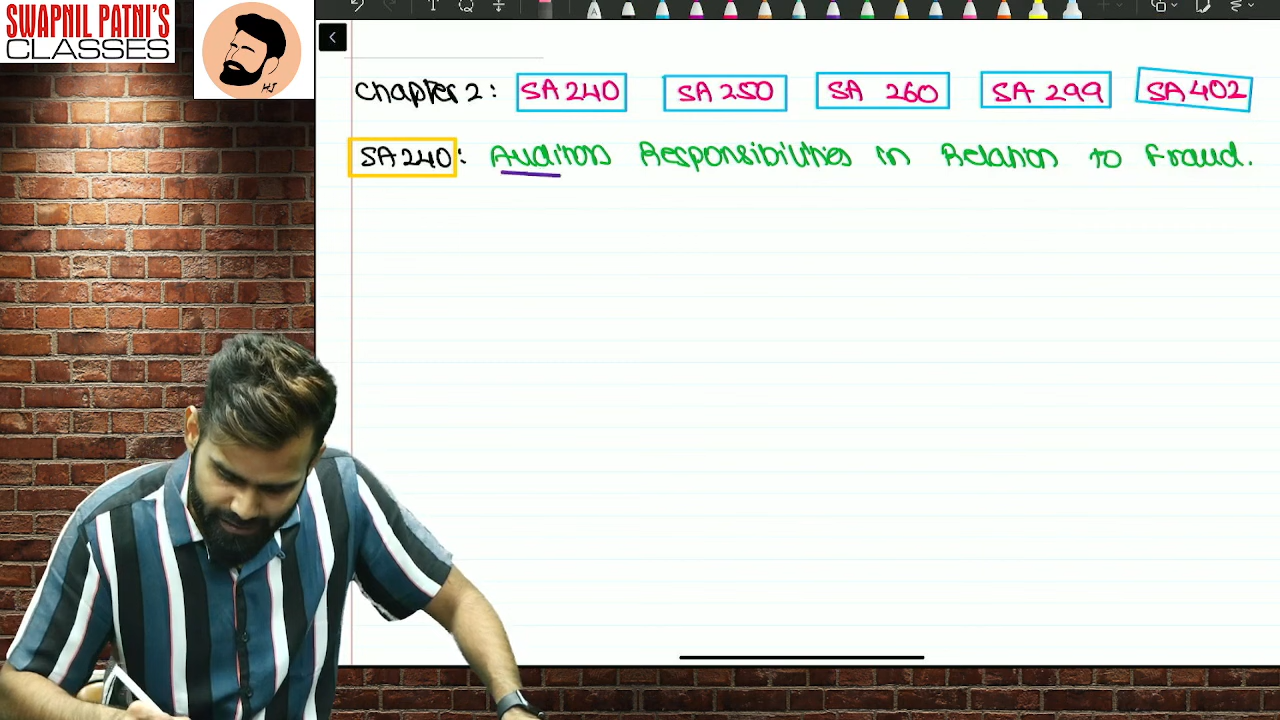 SWAPNIL PATNI'S
CLASSES
Chapter 2: SA 240 SA 250 SA 260 SA 299 SA 402
SA 240: Auditors Responsibilities in Relation to Fraud.